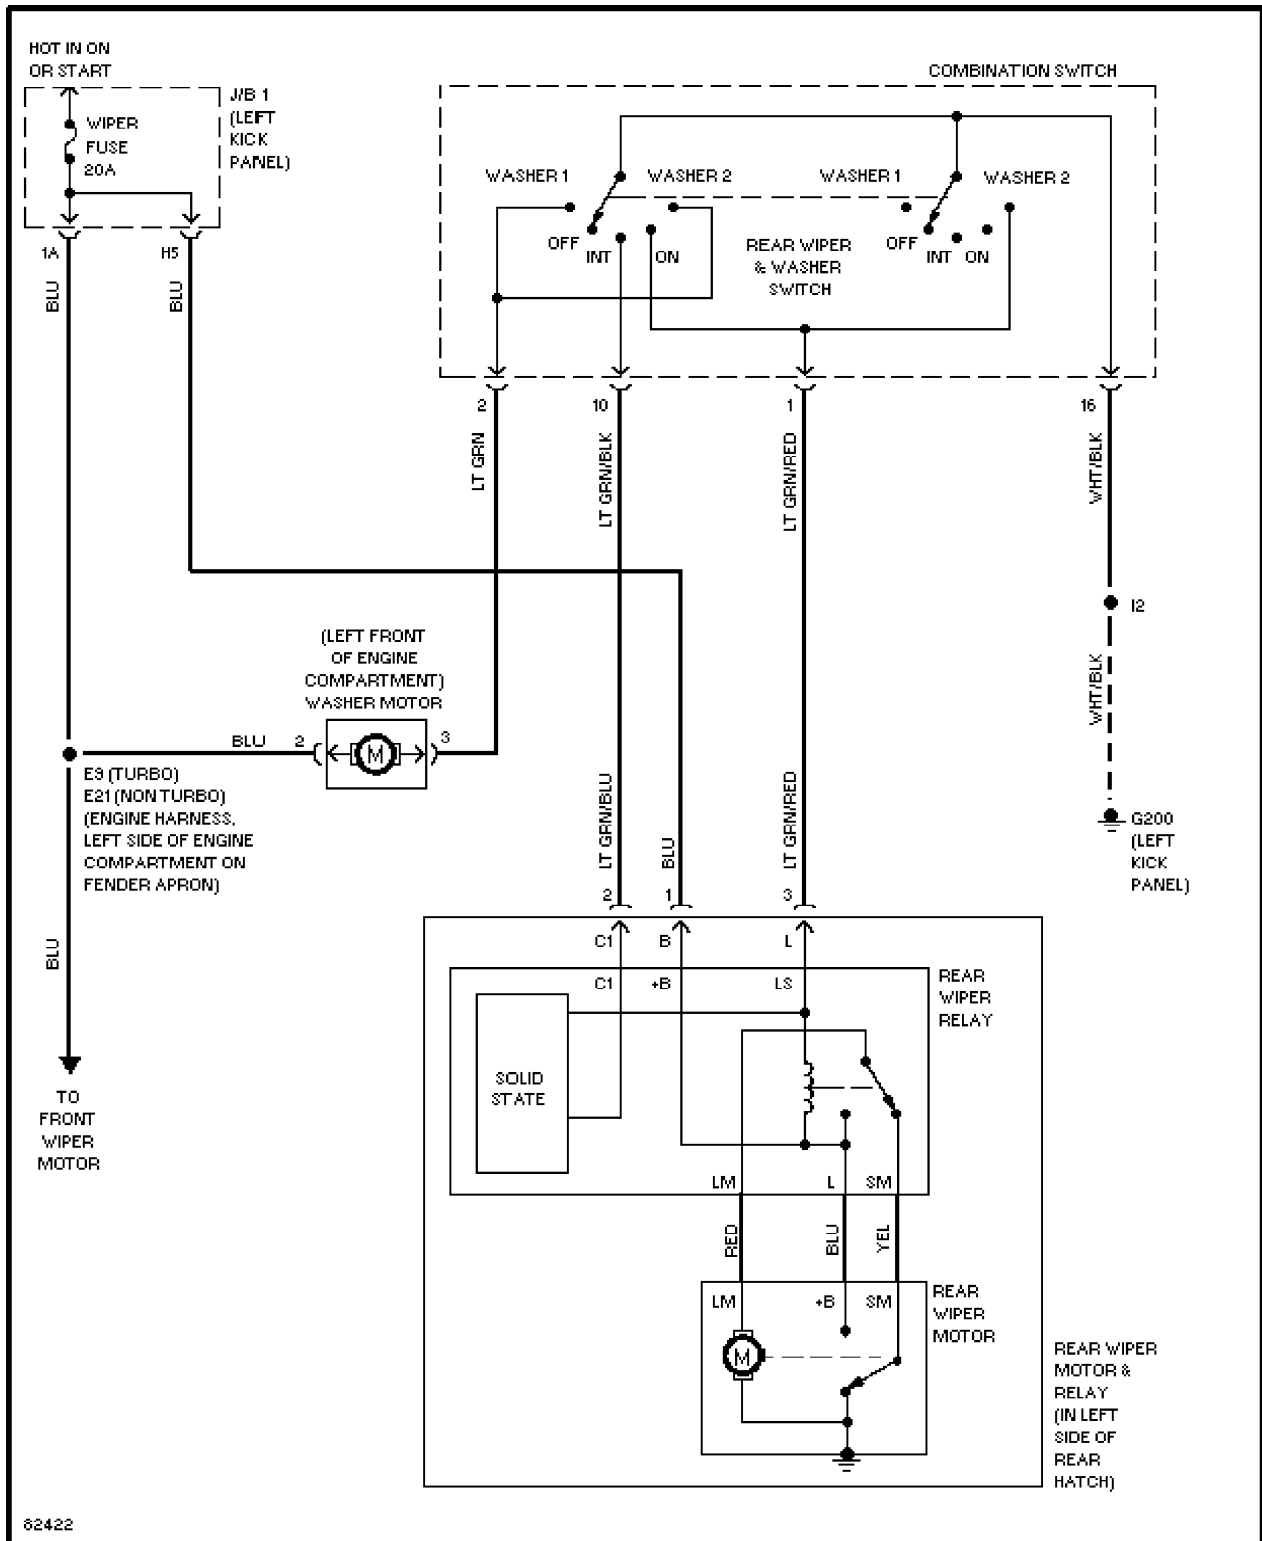 HOT IN ON
OR START
J/B 1
(LEFT
KICK
PANEL)
WIPER
FUSE
20A
1A
H5
BLU
BLU
COMBINATION SWITCH
WASHER 1
WASHER 2
WASHER 1
WASHER 2
OFF
INT
ON
REAR WIPER
& WASHER
SWITCH
OFF
INT
ON
2
10
1
16
LT GRN
LT GRN/BLK
LT GRN/RED
WHT/BLK
I2
WHT/BLK
G200
(LEFT
KICK
PANEL)
(LEFT FRONT
OF ENGINE
COMPARTMENT)
WASHER MOTOR
BLU
2
M
3
E9 (TURBO)
E21 (NON TURBO)
(ENGINE HARNESS,
LEFT SIDE OF ENGINE
COMPARTMENT ON
FENDER APRON)
BLU
TO
FRONT
WIPER
MOTOR
LT GRN/BLU
BLU
LT GRN/RED
2
1
3
C1
B
L
C1
+B
LS
REAR
WIPER
RELAY
SOLID
STATE
LM
L
SM
RED
BLU
YEL
LM
+B
SM
REAR
WIPER
MOTOR
M
REAR WIPER
MOTOR &
RELAY
(IN LEFT
SIDE OF
REAR
HATCH)
82422